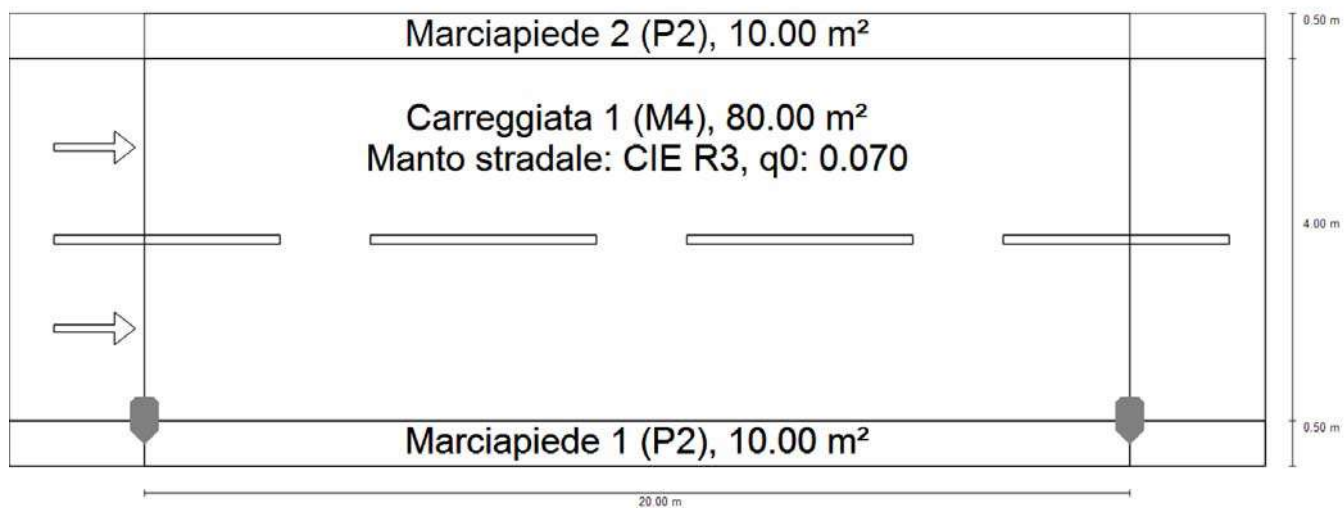 Marciapiede 2 (P2), 10.00 m²
0.50 m
Carreggiata 1 (M4), 80.00 m²
Manto stradale: CIE R3, q0: 0.070
4.00 m
Marciapiede 1 (P2), 10.00 m²
0.50 m
20.00 m